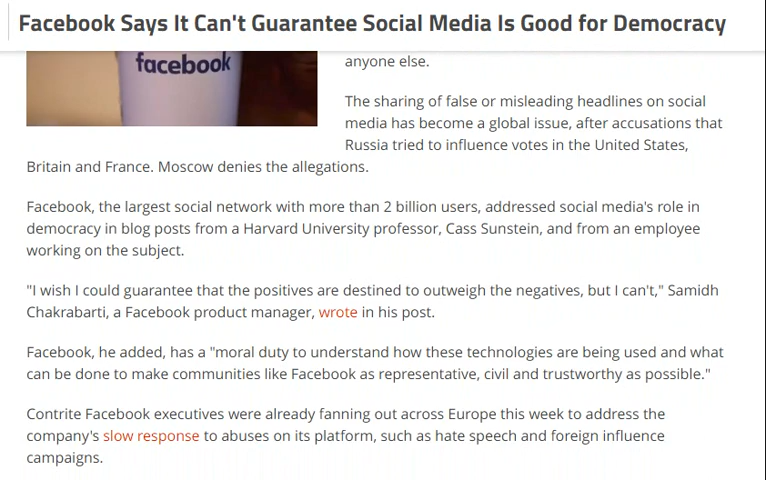 Facebook Says It Can't Guarantee Social Media Is Good for Democracy
facebook
anyone else.
The sharing of false or misleading headlines on social
media has become a global issue, after accusations that
Russia tried to influence votes in the United States,
Britain and France. Moscow denies the allegations.
Facebook, the largest social network with more than 2 billion users, addressed social media's role in
democracy in blog posts from a Harvard University professor, Cass Sunstein, and from an employee
working on the subject.
"I wish I could guarantee that the positives are destined to outweigh the negatives, but I can't," Samidh
Chakrabarti, a Facebook product manager, wrote in his post.
Facebook, he added, has a "moral duty to understand how these technologies are being used and what
can be done to make communities like Facebook as representative, civil and trustworthy as possible."
Contrite Facebook executives were already fanning out across Europe this week to address the
company's slow response to abuses on its platform, such as hate speech and foreign influence
campaigns.